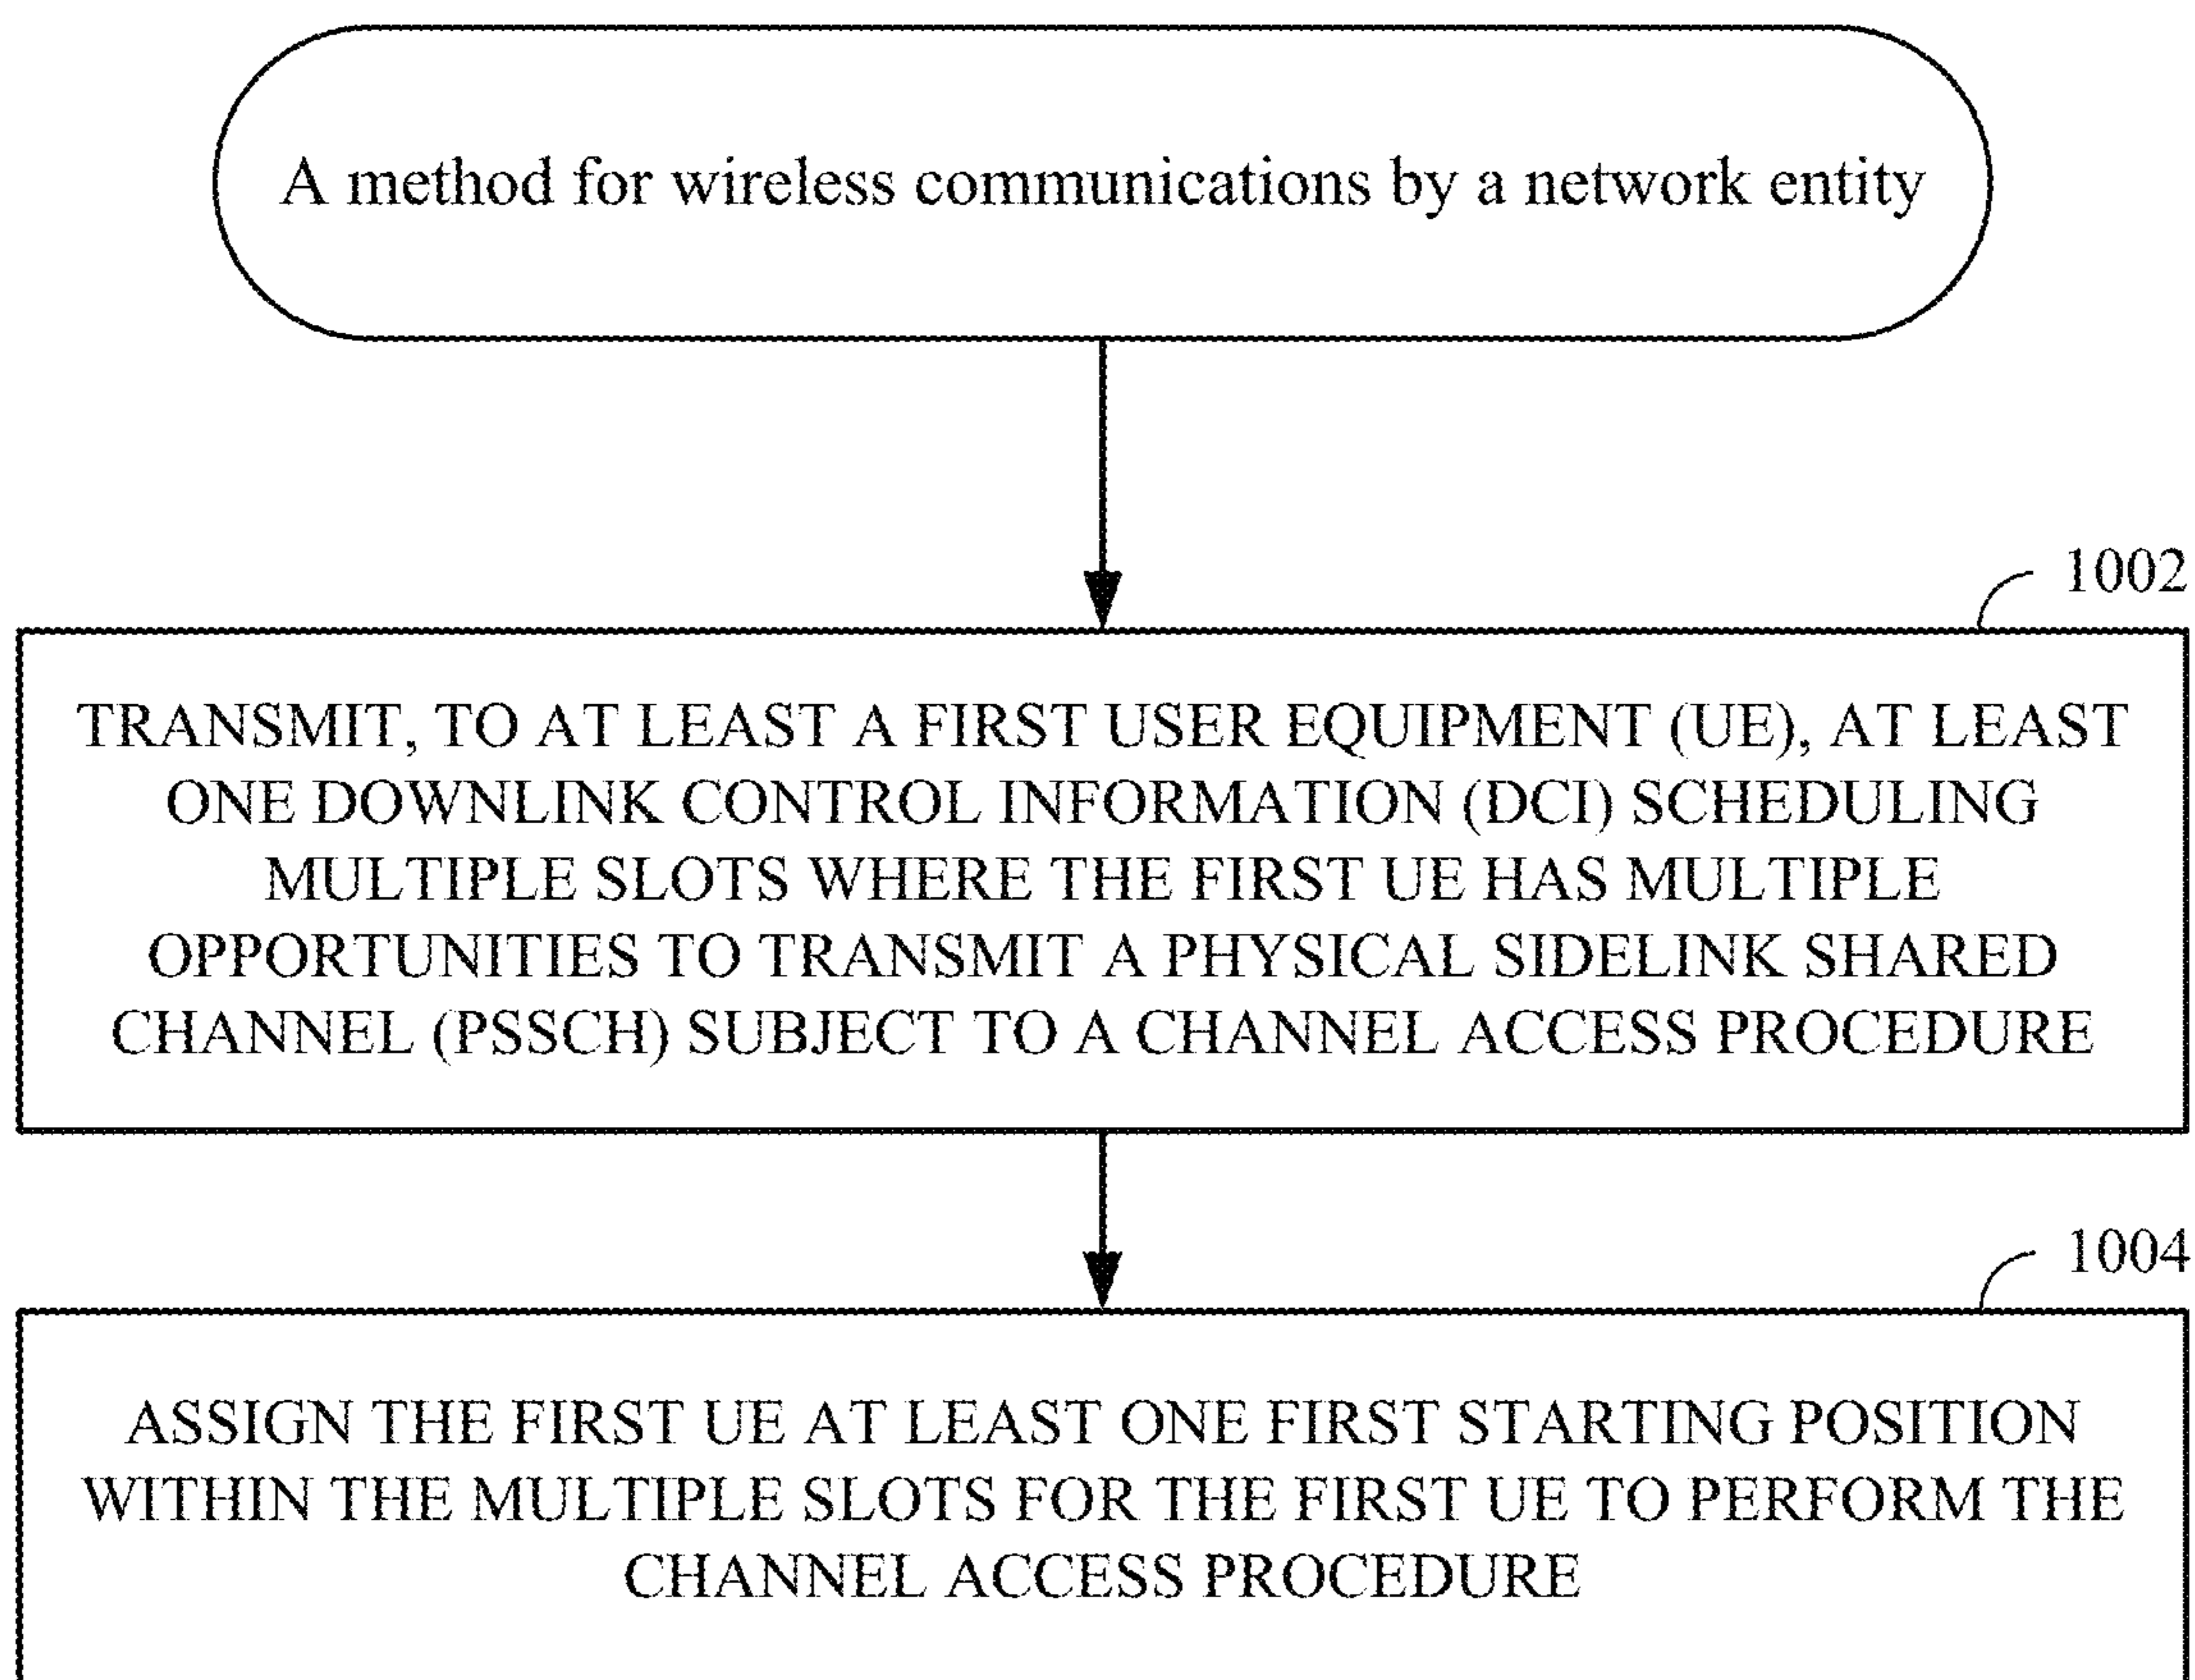 A method for wireless communications by a network entity
1002
TRANSMIT, TO AT LEAST A FIRST USER EQUIPMENT (UE), AT LEAST
ONE DOWNLINK CONTROL INFORMATION (DCI) SCHEDULING
MULTIPLE SLOTS WHERE THE FIRST UE HAS MULTIPLE
OPPORTUNITIES TO TRANSMIT A PHYSICAL SIDELINK SHARED
CHANNEL (PSSCH) SUBJECT TO A CHANNEL ACCESS PROCEDURE
1004
ASSIGN THE FIRST UE AT LEAST ONE FIRST STARTING POSITION
WITHIN THE MULTIPLE SLOTS FOR THE FIRST UE TO PERFORM THE
CHANNEL ACCESS PROCEDURE